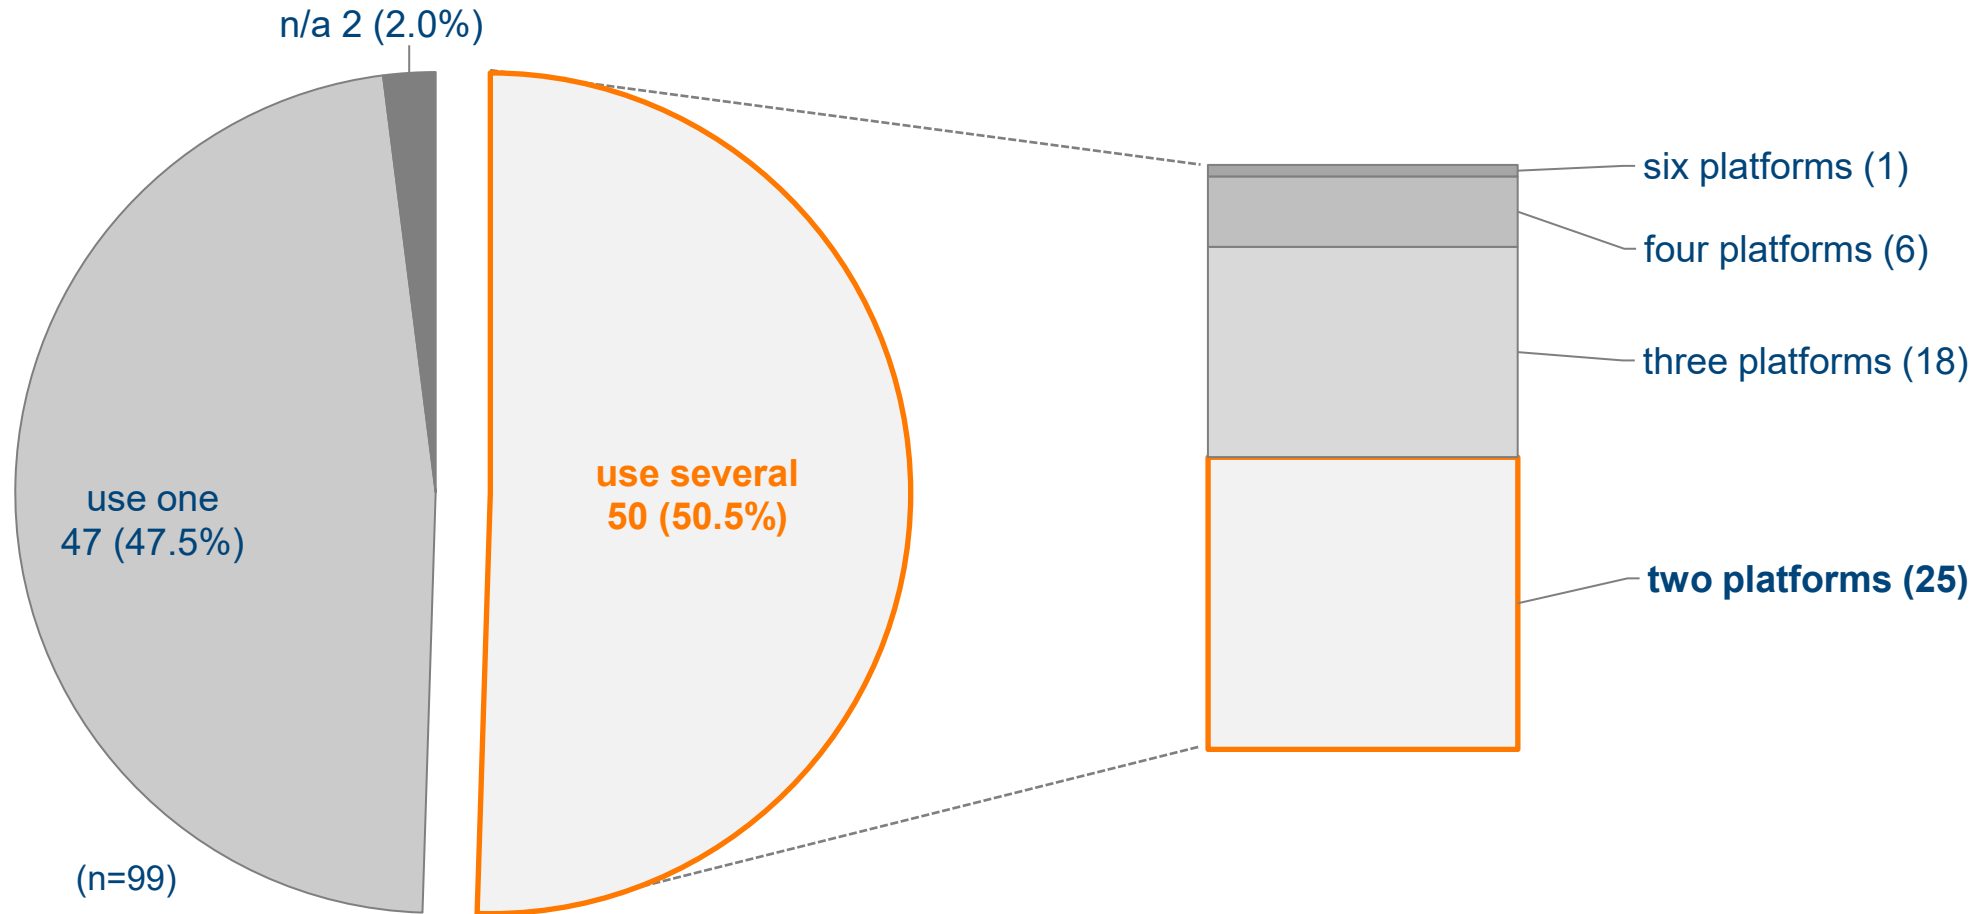 n/a 2 (2.0%)
use one
47 (47.5%)
use several
50 (50.5%)
six platforms (1)
four platforms (6)
three platforms (18)
two platforms (25)
(n=99)